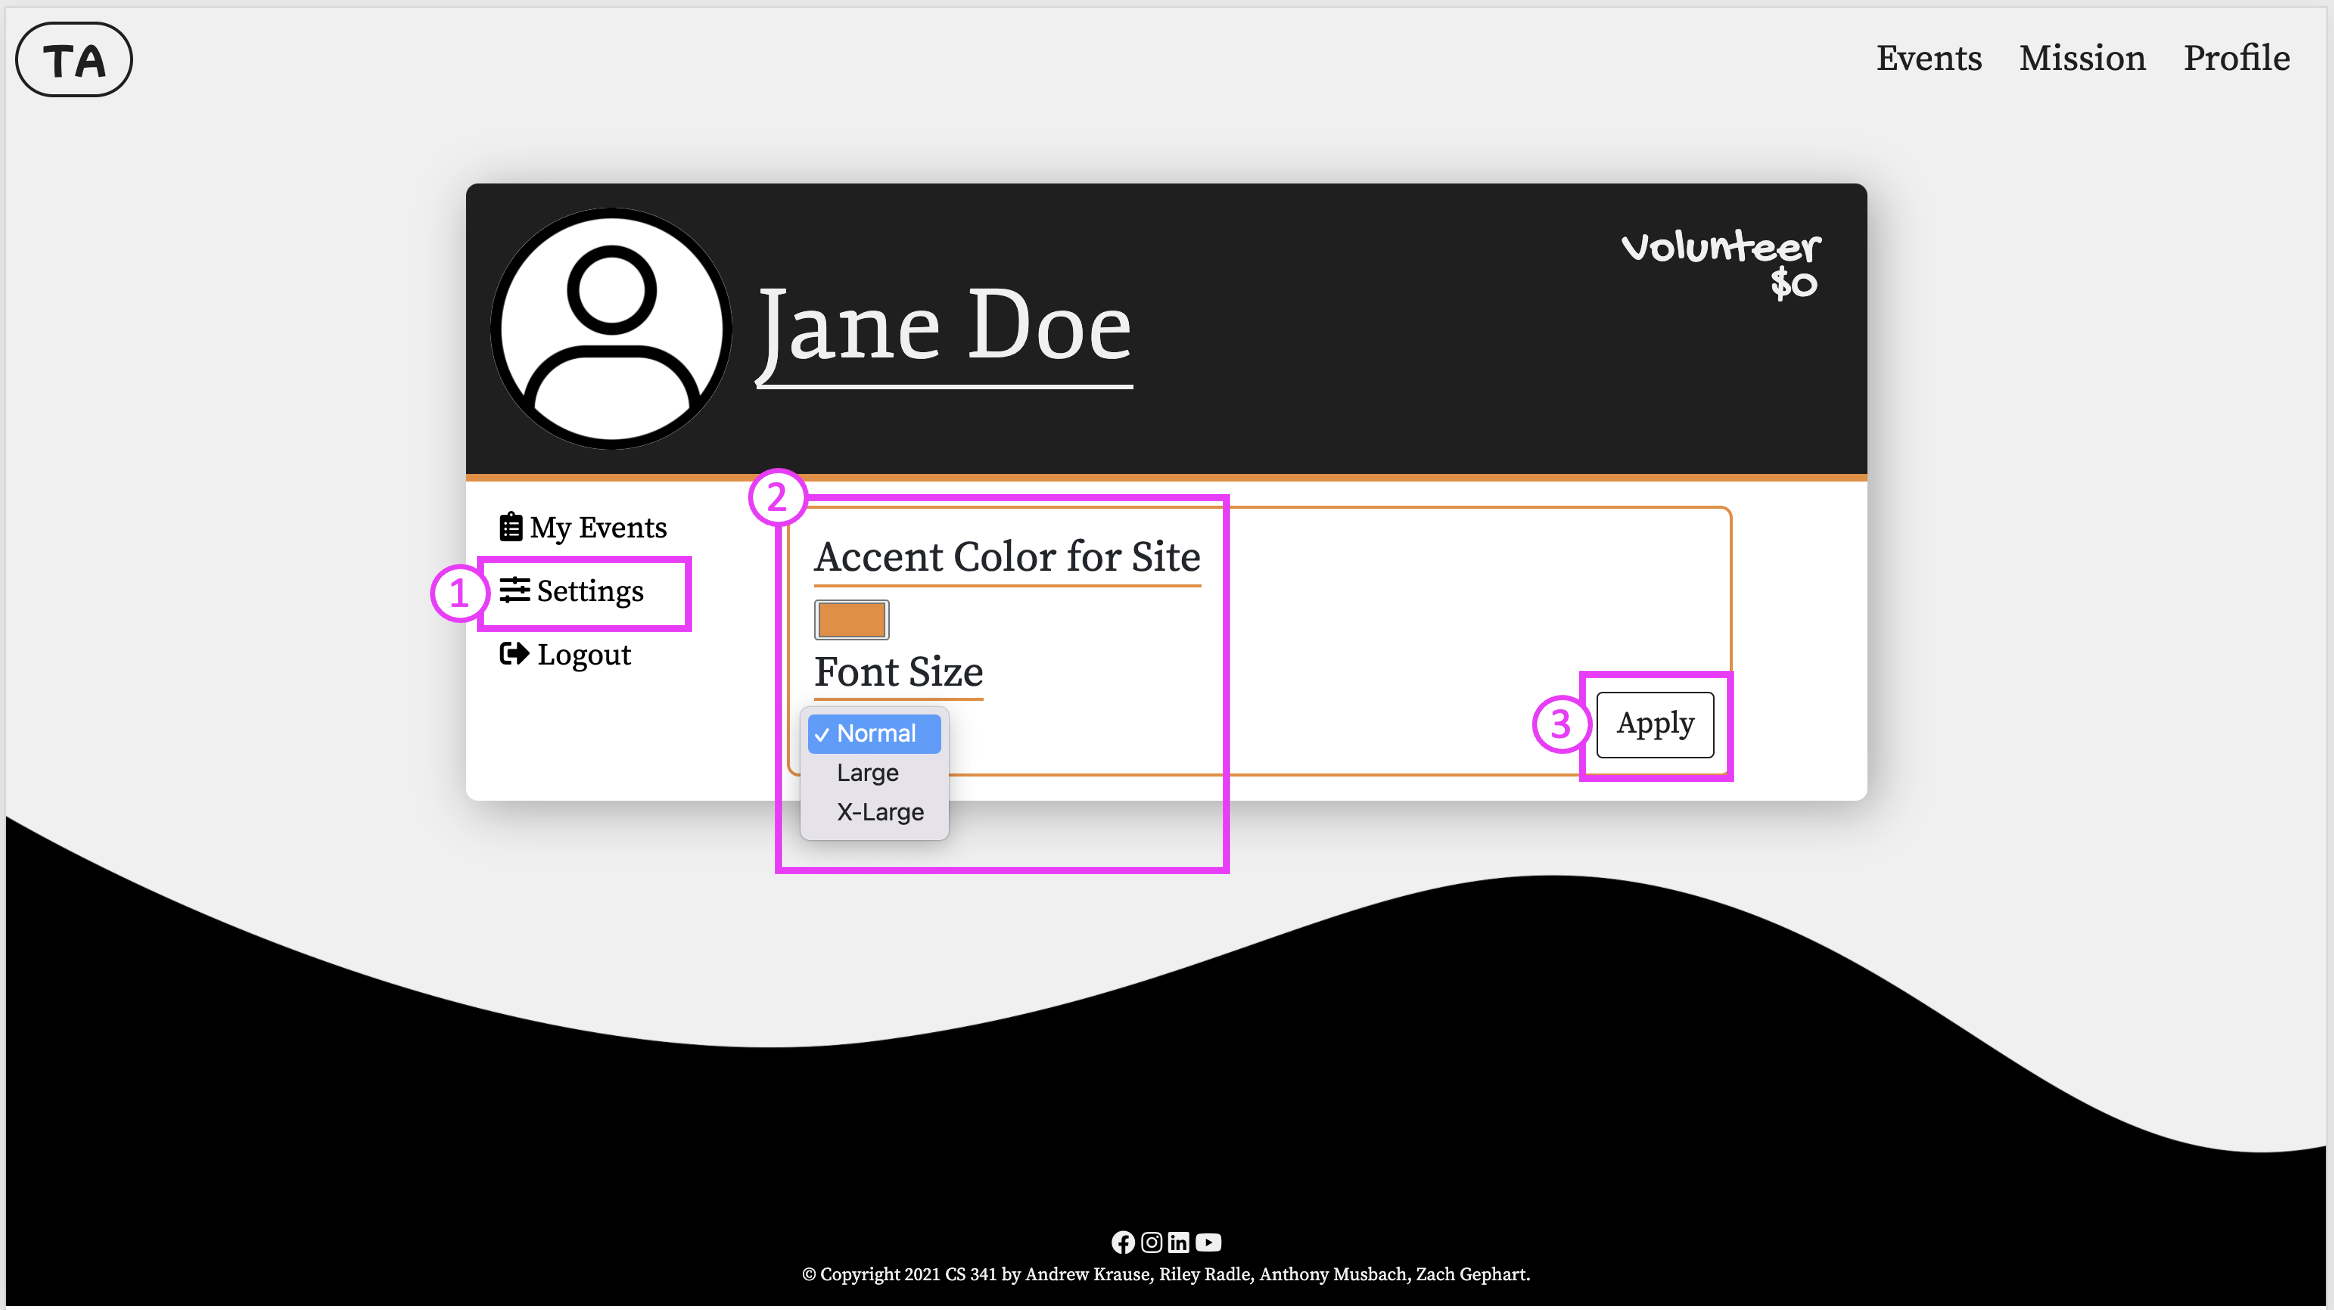 TA
Events Mission Profile
Volunteer
$0
Jane Doe
2
My Events
1 Settings
Logout
Accent Color for Site
Font Size
✓ Normal
Large
X-Large
3 Apply
© Copyright 2021 CS 341 by Andrew Krause, Riley Radle, Anthony Musbach, Zach Gephart.